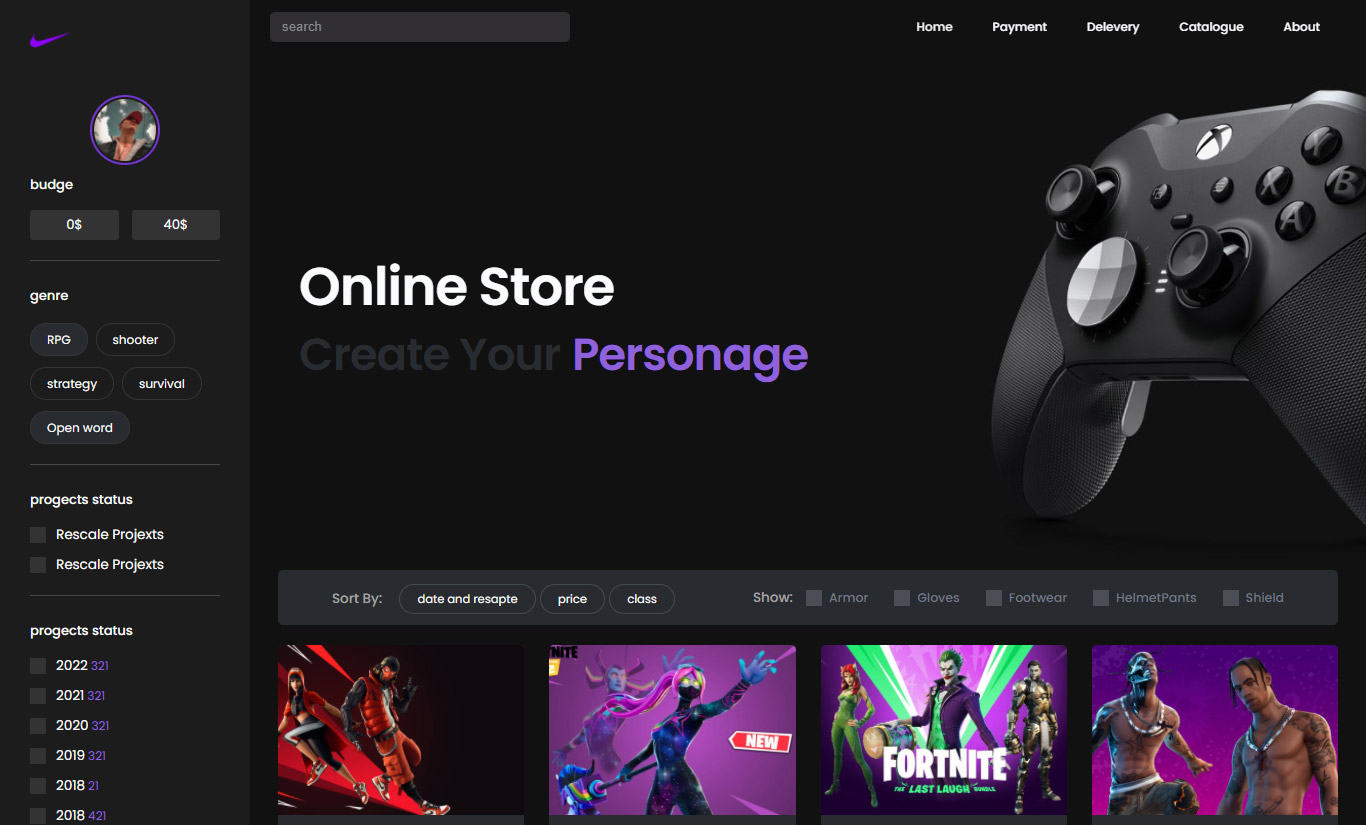 search
Home Payment Delevery Catalogue About
budge
0$ 40$
genre
RPG shooter
strategy survival
Open word
progects status
Rescale Projexts
Rescale Projexts
progects status
2022 321
2021 321
2020 321
2019 321
2018 21
2018 421
Online Store
Create Your Personage
X
Y
X
B
A
Sort By: date and resapte price class
Show: Armor Gloves Footwear HelmetPants Shield
NEW
FORTNITE
THE LAST LAUGH BUNDLE